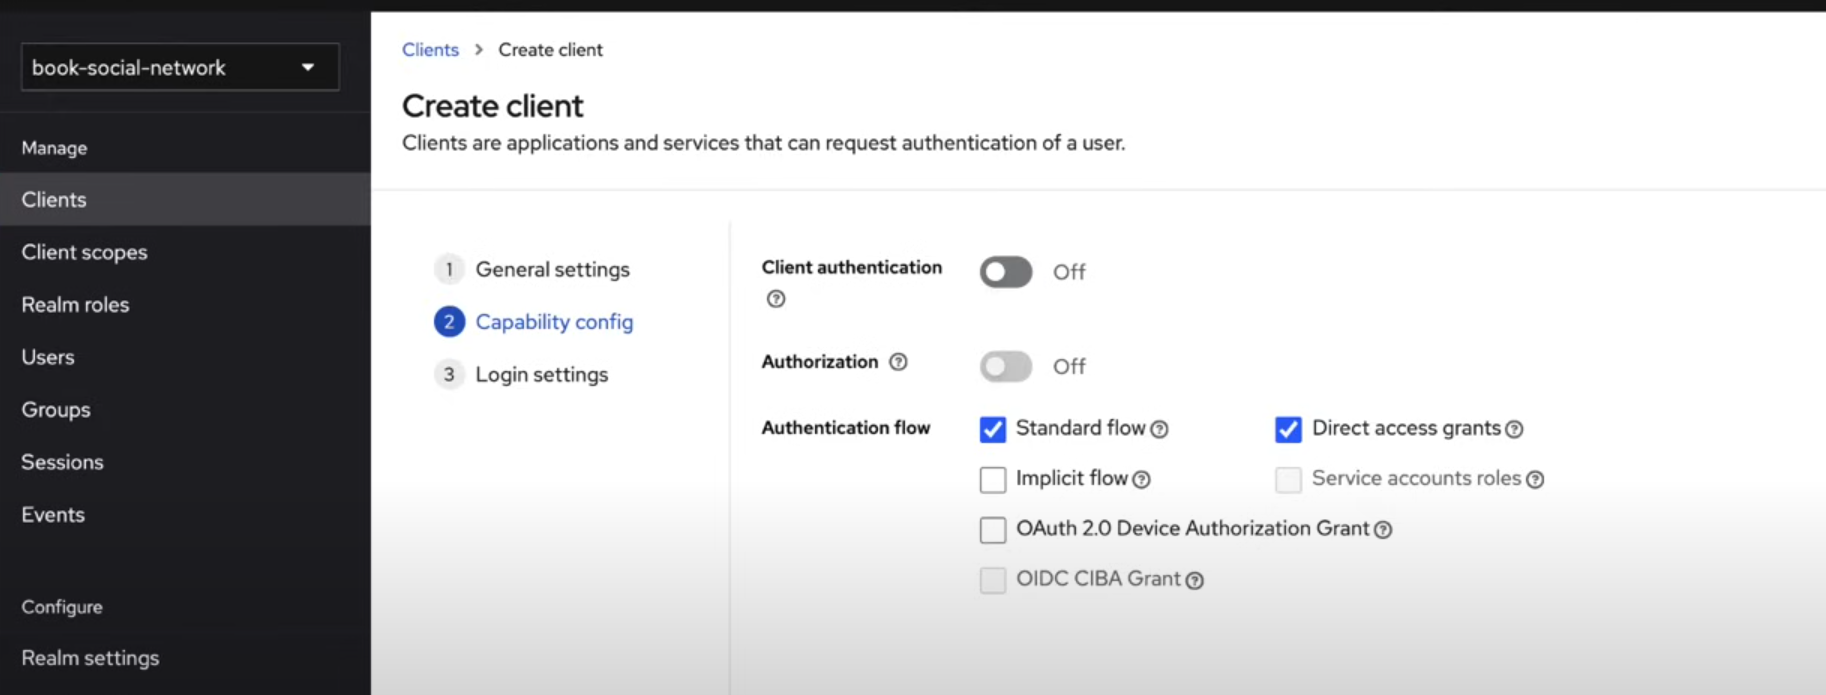 book-social-network
Manage
Clients
Client scopes
Realm roles
Users
Groups
Sessions
Events
Configure
Realm settings
Clients > Create client
Create client
Clients are applications and services that can request authentication of a user.
1 General settings
2 Capability config
3 Login settings
Client authentication Off
Authorization Off
Authentication flow
Standard flow Direct access grants
Implicit flow Service accounts roles
OAuth 2.0 Device Authorization Grant
OIDC CIBA Grant